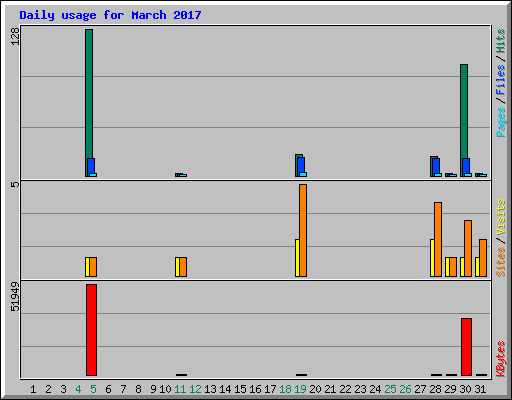 Daily usage for March 2017
128
5
51949
Pages/Files/Hits
Sites/Visits
KBytes
1 2 3 4 5 6 7 8 9 10 11 12 13 14 15 16 17 18 19 20 21 22 23 24 25 26 27 28 29 30 31